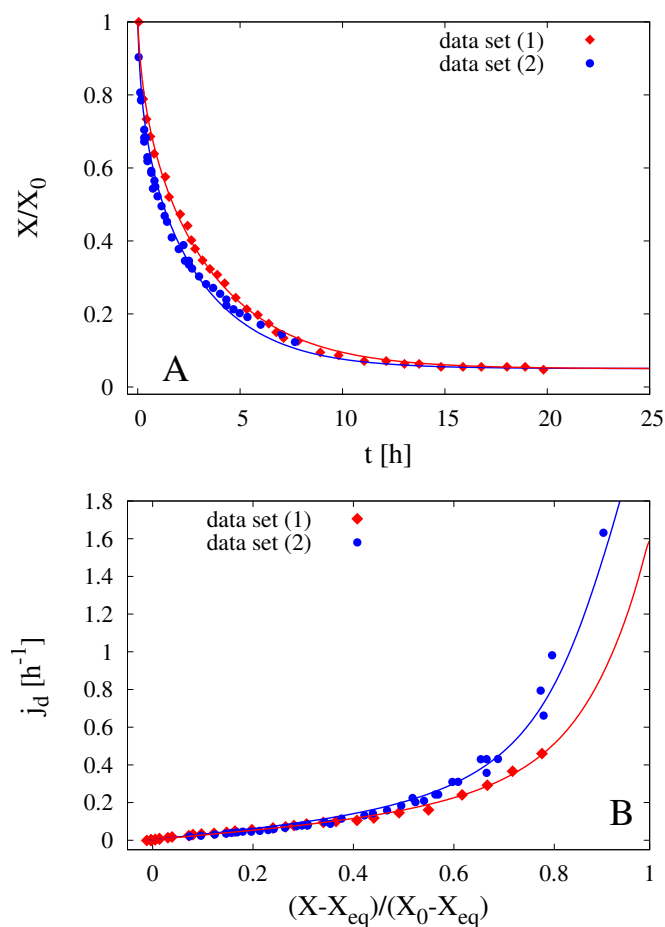 1
0.8
0.6
0.4
0.2
0
X/X₀
data set (1)
data set (2)
A
0 5 10 15 20 25
t [h]
1.8
1.6
1.4
1.2
1
0.8
0.6
0.4
0.2
0
j_d [h⁻¹]
data set (1)
data set (2)
B
0 0.2 0.4 0.6 0.8 1
(X-X_eq)/(X₀-X_eq)